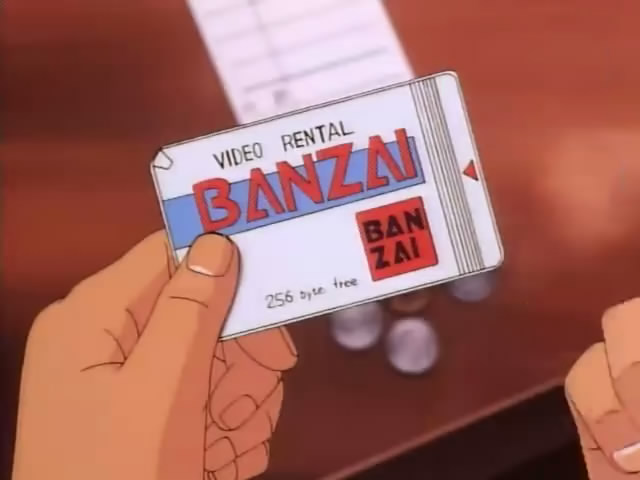 VIDEO RENTAL
BANZAI
BAN
ZAI
256 byte free